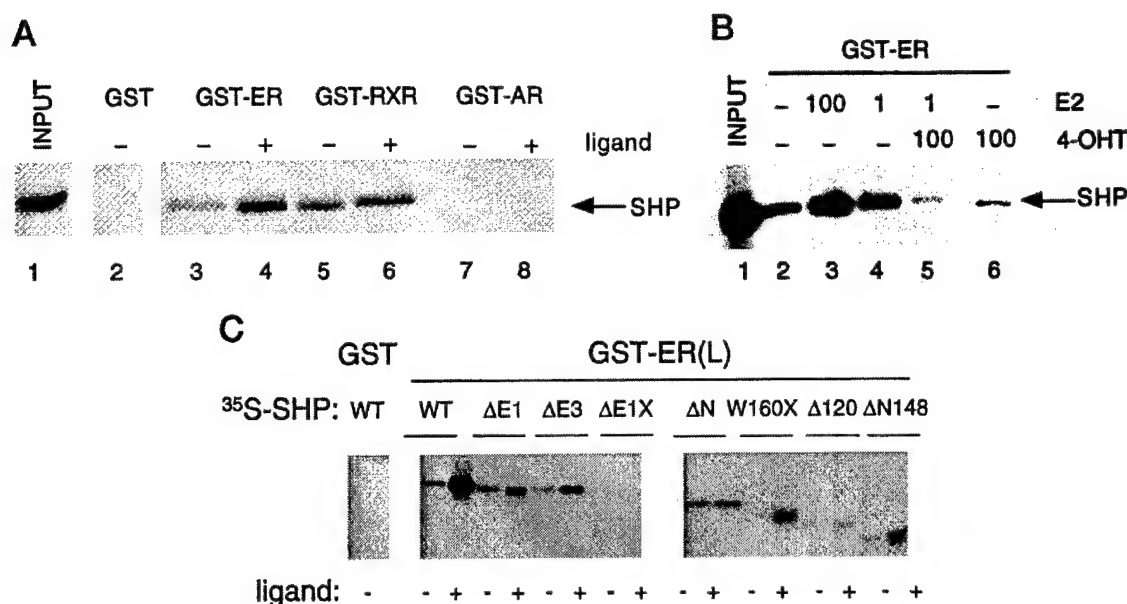 A
INPUT GST GST-ER GST-RXR GST-AR
– – + – + – + ligand
SHP
1 2 3 4 5 6 7 8
B
GST-ER
INPUT – 100 1 1 – E2
– – – 100 100 4-OHT
SHP
1 2 3 4 5 6
C
GST GST-ER(L)
³⁵S-SHP: WT WT ΔE1 ΔE3 ΔE1X ΔN W160X Δ120 ΔN148
ligand: - - + - + - + - + - + - + - + - +